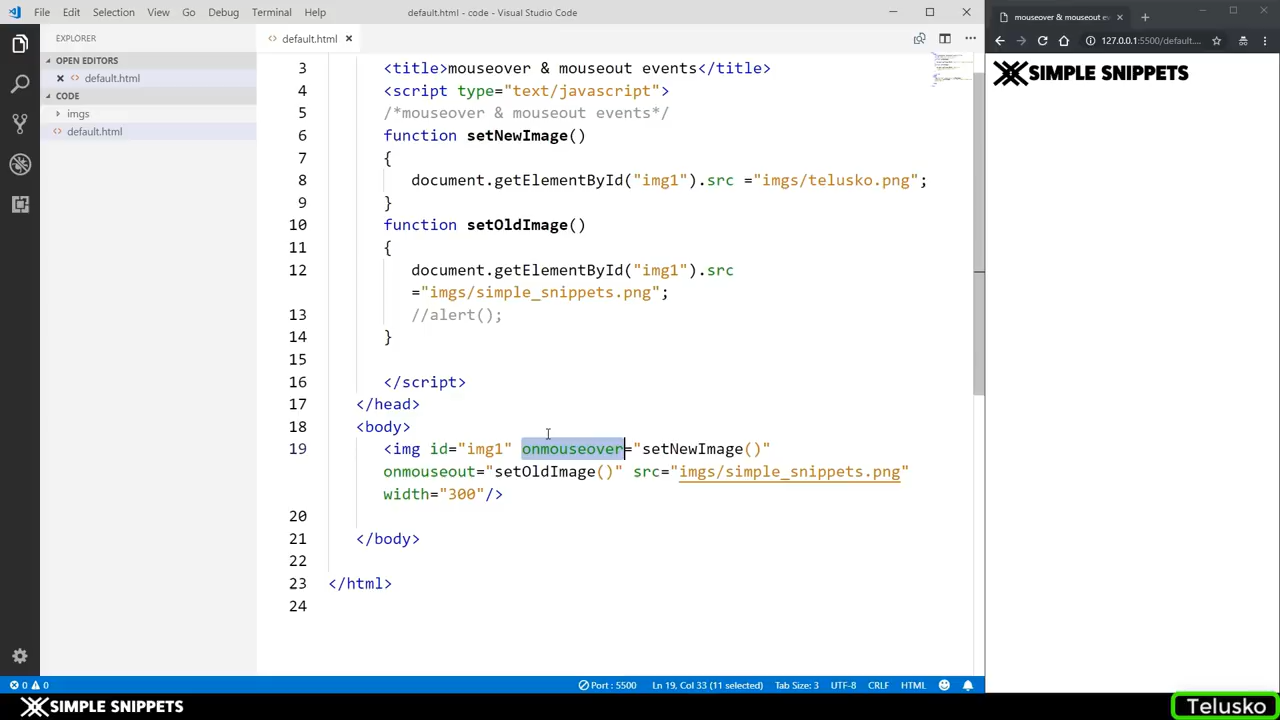 File Edit Selection View Go Debug Terminal Help
default.html - code - Visual Studio Code
mouseover & mouseout e
127.0.0.1:5500/default....
EXPLORER
OPEN EDITORS
default.html
CODE
imgs
default.html
default.html
3 <title>mouseover & mouseout events</title>
4 <script type="text/javascript">
5 /*mouseover & mouseout events*/
6 function setNewImage()
7 {
8 document.getElementById("img1").src ="imgs/telusko.png";
9 }
10 function setOldImage()
11 {
12 document.getElementById("img1").src
="imgs/simple_snippets.png";
13 //alert();
14 }
15
16 </script>
17 </head>
18 <body>
19 <img id="img1" onmouseover="setNewImage()"
onmouseout="setOldImage()" src="imgs/simple_snippets.png"
width="300"/>
20
21 </body>
22
23 </html>
24
SIMPLE SNIPPETS
0 0 Port : 5500 Ln 19, Col 33 (11 selected) Tab Size: 3 UTF-8 CRLF HTML
SIMPLE SNIPPETS
Telusko